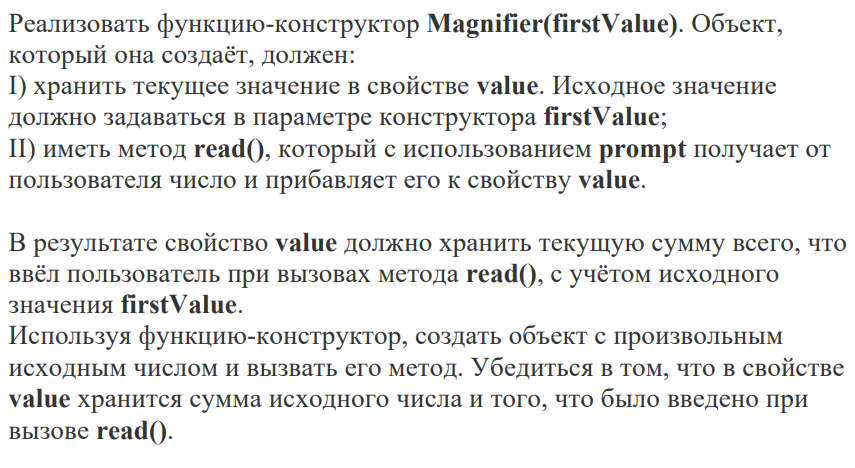 Реализовать функцию-конструктор Magnifier(firstValue). Объект,
который она создаёт, должен:
I) хранить текущее значение в свойстве value. Исходное значение
должно задаваться в параметре конструктора firstValue;
II) иметь метод read(), который с использованием prompt получает от
пользователя число и прибавляет его к свойству value.
В результате свойство value должно хранить текущую сумму всего, что
ввёл пользователь при вызовах метода read(), с учётом исходного
значения firstValue.
Используя функцию-конструктор, создать объект с произвольным
исходным числом и вызвать его метод. Убедиться в том, что в свойстве
value хранится сумма исходного числа и того, что было введено при
вызове read().